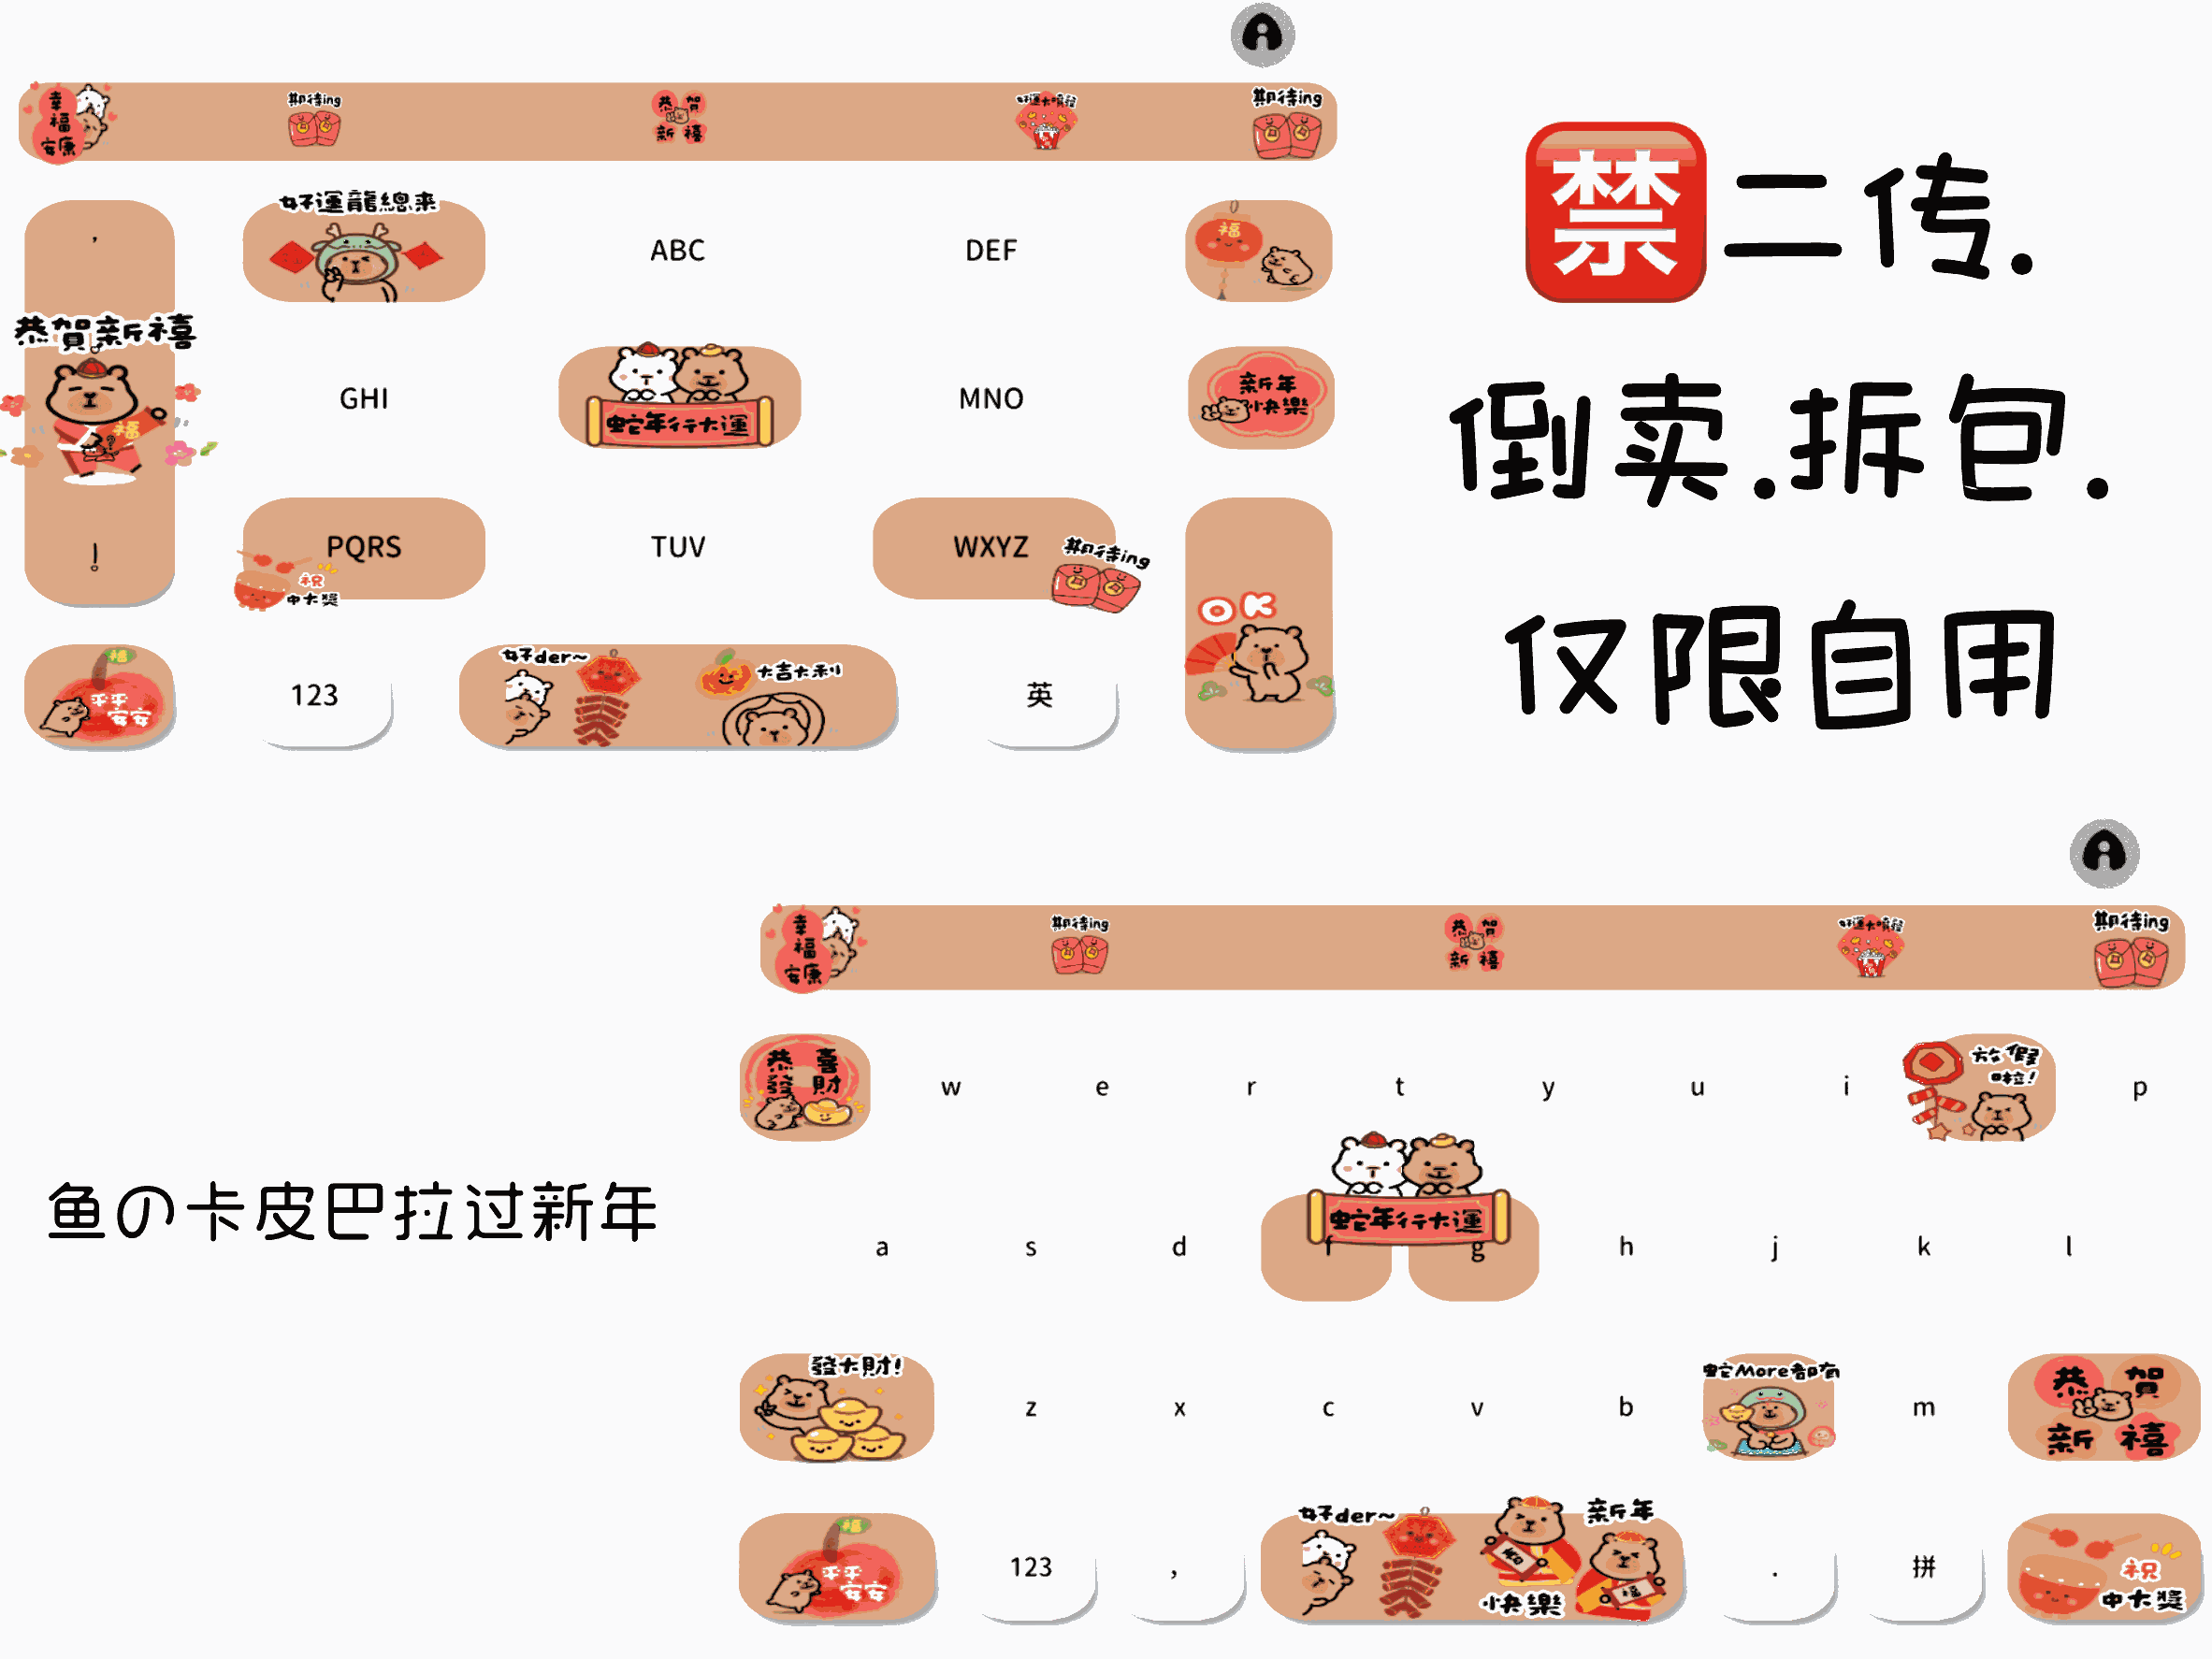 幸福安康
期待ing
恭賀新禧
好運大噴發
期待ing
，
好運龍總來
ABC
DEF
福
恭賀新禧
福
GHI
蛇年行大運
MNO
新年快樂
！
PQRS
祝中大獎
TUV
WXYZ
期待ing
OK
福
平平安安
123
好der~
大吉大利
英
禁二传.
倒卖.拆包.
仅限自用
鱼の卡皮巴拉过新年
幸福安康
期待ing
恭賀新禧
好運大噴發
期待ing
恭喜發財
w e r t y u i
放假啦!
p
蛇年行大運
a s d f g h j k l
發大財!
z x c v b
蛇More都有
m
恭賀新禧
福
平平安安
123
,
好der~
新年快樂
福
.
拼
祝中大獎